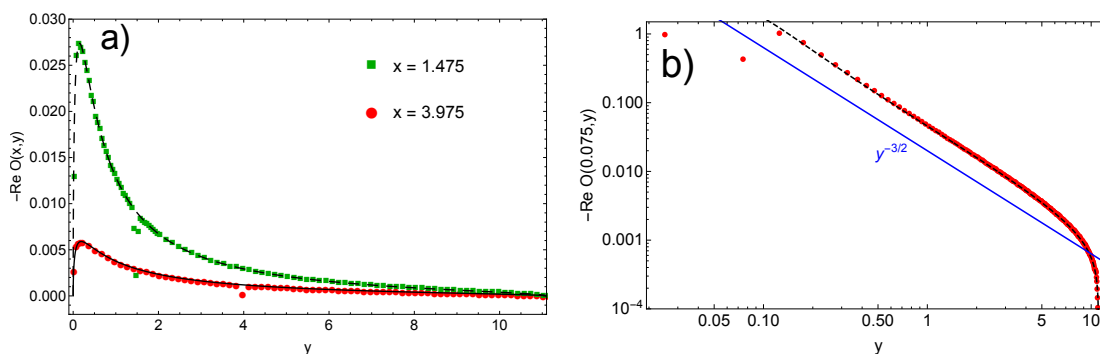 a)
0.030
0.025
0.020
0.015
0.010
0.005
0.000
−Re O(x,y)
x = 1.475
x = 3.975
0 2 4 6 8 10
y
b)
1
0.100
0.010
0.001
10⁻⁴
−Re O(0.075,y)
y⁻³ᐟ²
0.05 0.10 0.50 1 5 10
y